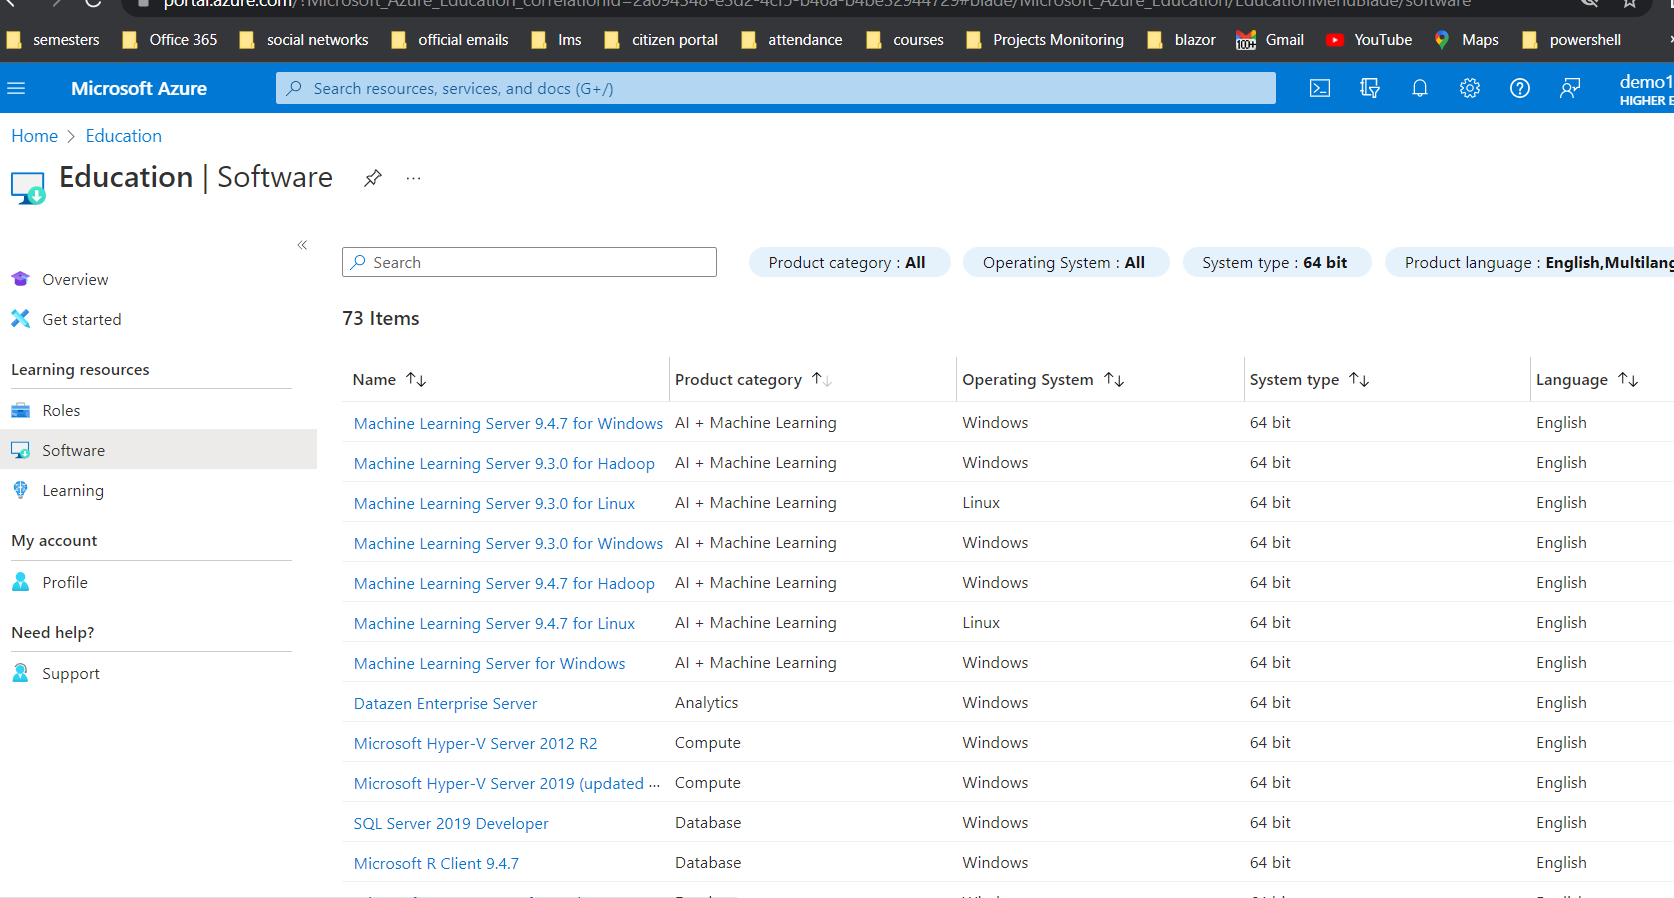 portal.azure.com/?Microsoft_Azure_Education_correlationId=2a094348-e3d2-4cf5-b46a-b4be32944729#blade/Microsoft_Azure_Education/EducationMenuBlade/software
semesters Office 365 social networks official emails lms citizen portal attendance courses Projects Monitoring blazor Gmail YouTube Maps powershell
Microsoft Azure Search resources, services, and docs (G+/) demo1
HIGHER E
Home > Education
Education | Software ...
Search Product category : All Operating System : All System type : 64 bit Product language : English,Multilang
Overview
Get started
Learning resources
Roles
Software
Learning
My account
Profile
Need help?
Support
73 Items
Name Product category Operating System System type Language
Machine Learning Server 9.4.7 for Windows AI + Machine Learning Windows 64 bit English
Machine Learning Server 9.3.0 for Hadoop AI + Machine Learning Windows 64 bit English
Machine Learning Server 9.3.0 for Linux AI + Machine Learning Linux 64 bit English
Machine Learning Server 9.3.0 for Windows AI + Machine Learning Windows 64 bit English
Machine Learning Server 9.4.7 for Hadoop AI + Machine Learning Windows 64 bit English
Machine Learning Server 9.4.7 for Linux AI + Machine Learning Linux 64 bit English
Machine Learning Server for Windows AI + Machine Learning Windows 64 bit English
Datazen Enterprise Server Analytics Windows 64 bit English
Microsoft Hyper-V Server 2012 R2 Compute Windows 64 bit English
Microsoft Hyper-V Server 2019 (updated ... Compute Windows 64 bit English
SQL Server 2019 Developer Database Windows 64 bit English
Microsoft R Client 9.4.7 Database Windows 64 bit English